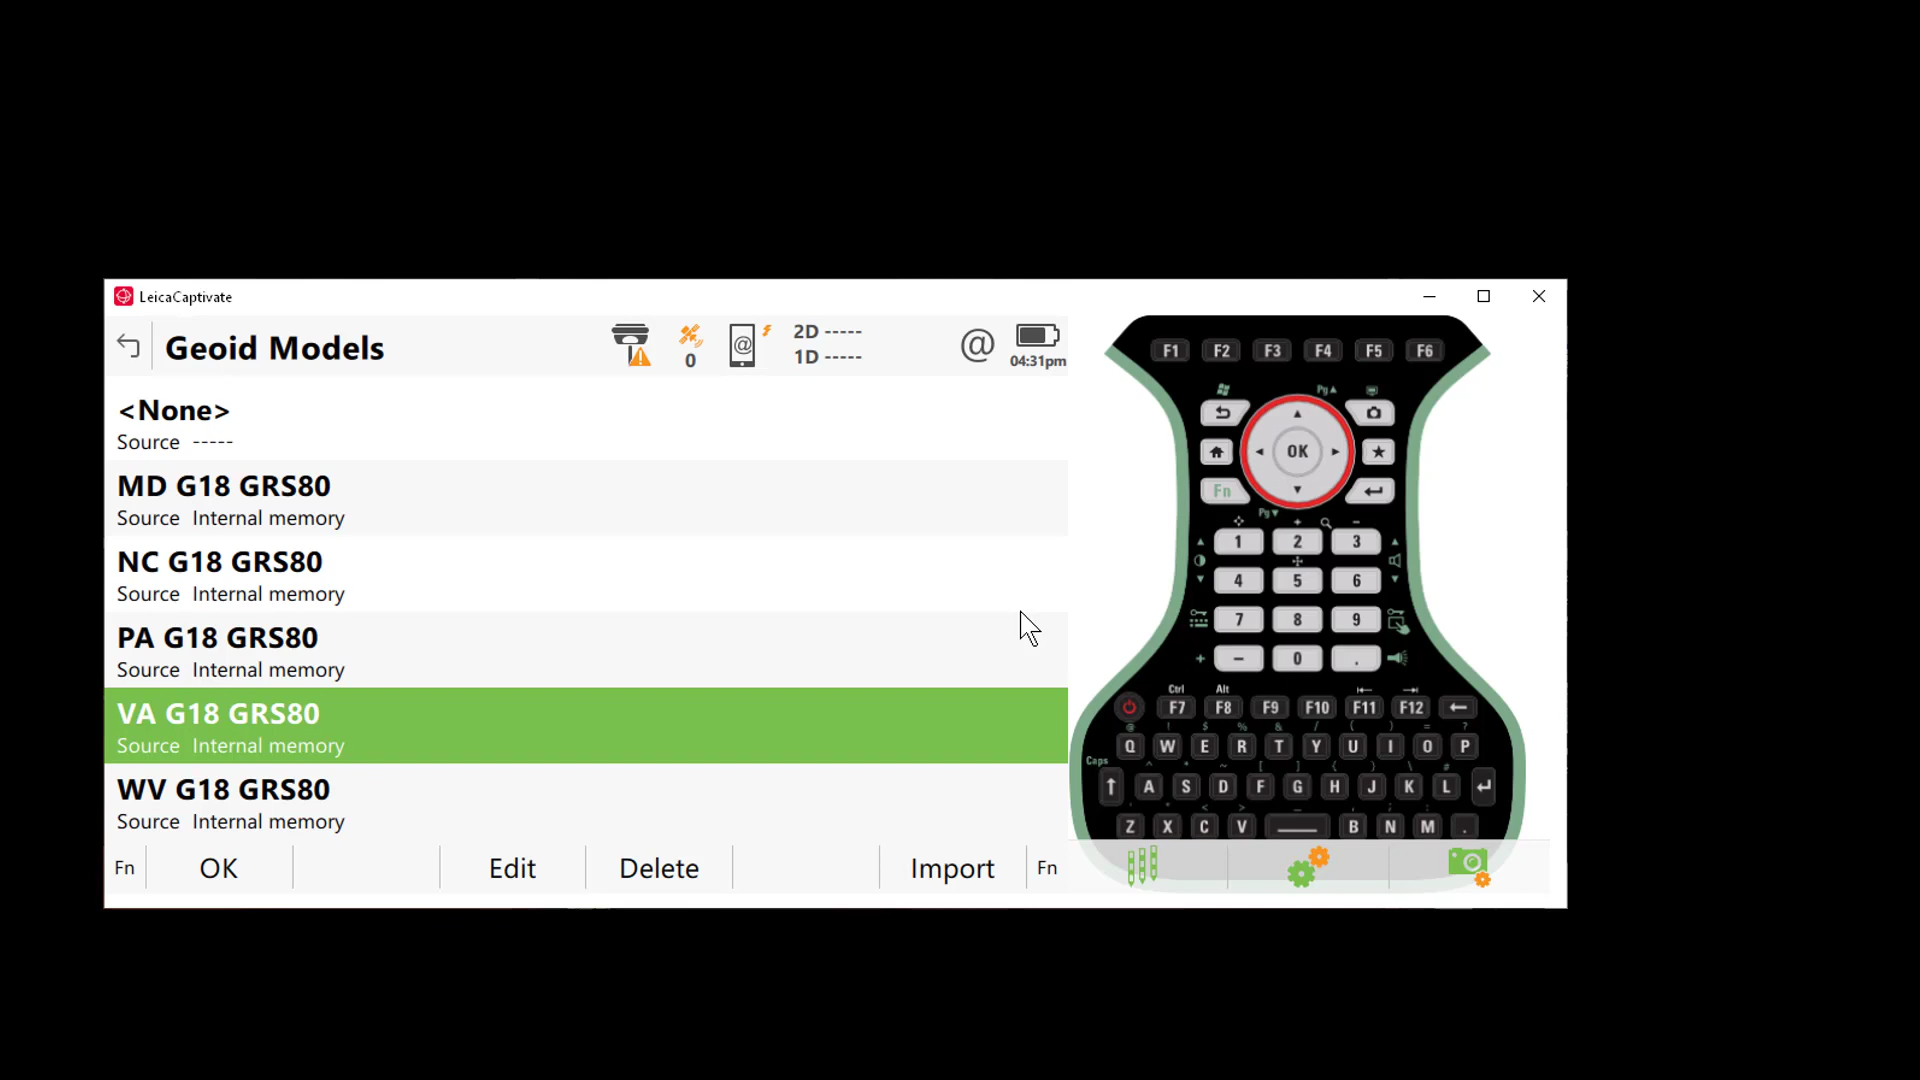 LeicaCaptivate
Geoid Models
0
@
2D -----
1D -----
@
04:31pm
<None>
Source -----
MD G18 GRS80
Source Internal memory
NC G18 GRS80
Source Internal memory
PA G18 GRS80
Source Internal memory
VA G18 GRS80
Source Internal memory
WV G18 GRS80
Source Internal memory
Fn OK Edit Delete Import Fn
F1 F2 F3 F4 F5 F6
Pg▲
OK
Fn
Pg▼
1 2 3
4 5 6
7 8 9
+ − 0 .
Ctrl Alt
F7 F8 F9 F10 F11 F12
Q W E R T Y U I O P
Caps
A S D F G H J K L
Z X C V B N M .